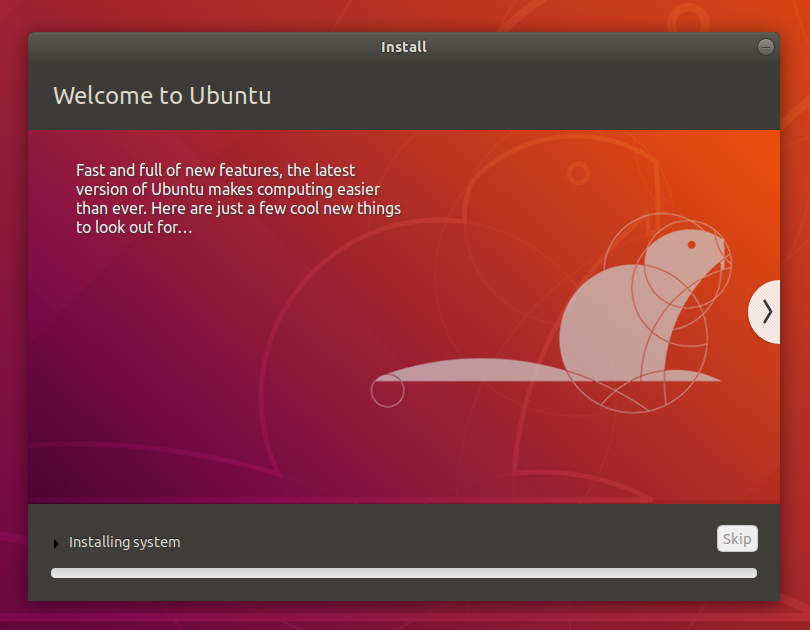 Install
Welcome to Ubuntu
Fast and full of new features, the latest
version of Ubuntu makes computing easier
than ever. Here are just a few cool new things
to look out for…
Installing system
Skip